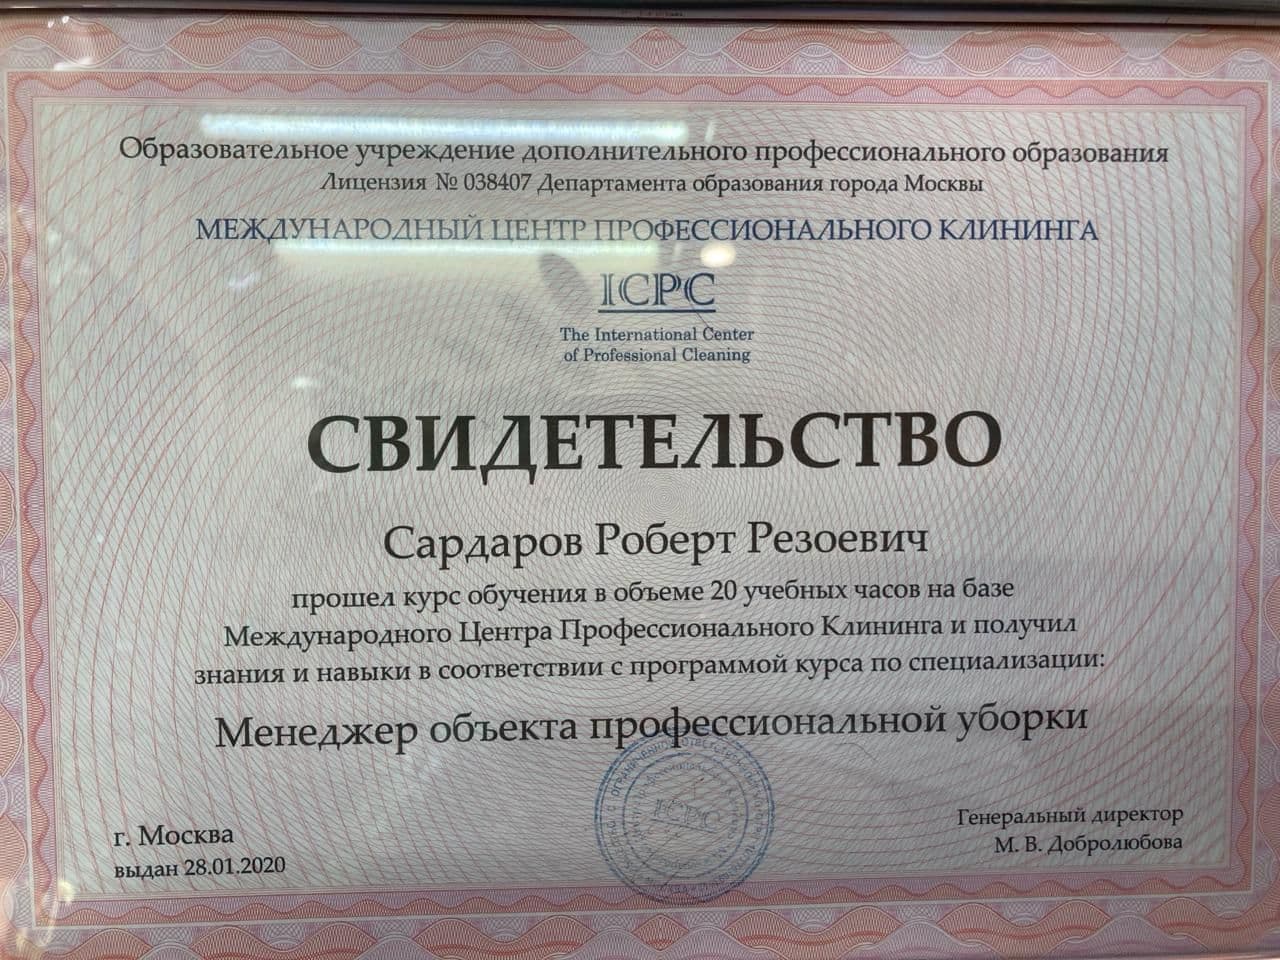 Образовательное учреждение дополнительного профессионального образования
Лицензия № 038407 Департамента образования города Москвы
МЕЖДУНАРОДНЫЙ ЦЕНТР ПРОФЕССИОНАЛЬНОГО КЛИНИНГА
ICPC
The International Center
of Professional Cleaning
СВИДЕТЕЛЬСТВО
Сардаров Роберт Резоевич
прошел курс обучения в объеме 20 учебных часов на базе
Международного Центра Профессионального Клининга и получил
знания и навыки в соответствии с программой курса по специализации:
Менеджер объекта профессиональной уборки
ICPC
г. Москва
выдан 28.01.2020
Генеральный директор
М. В. Добролюбова